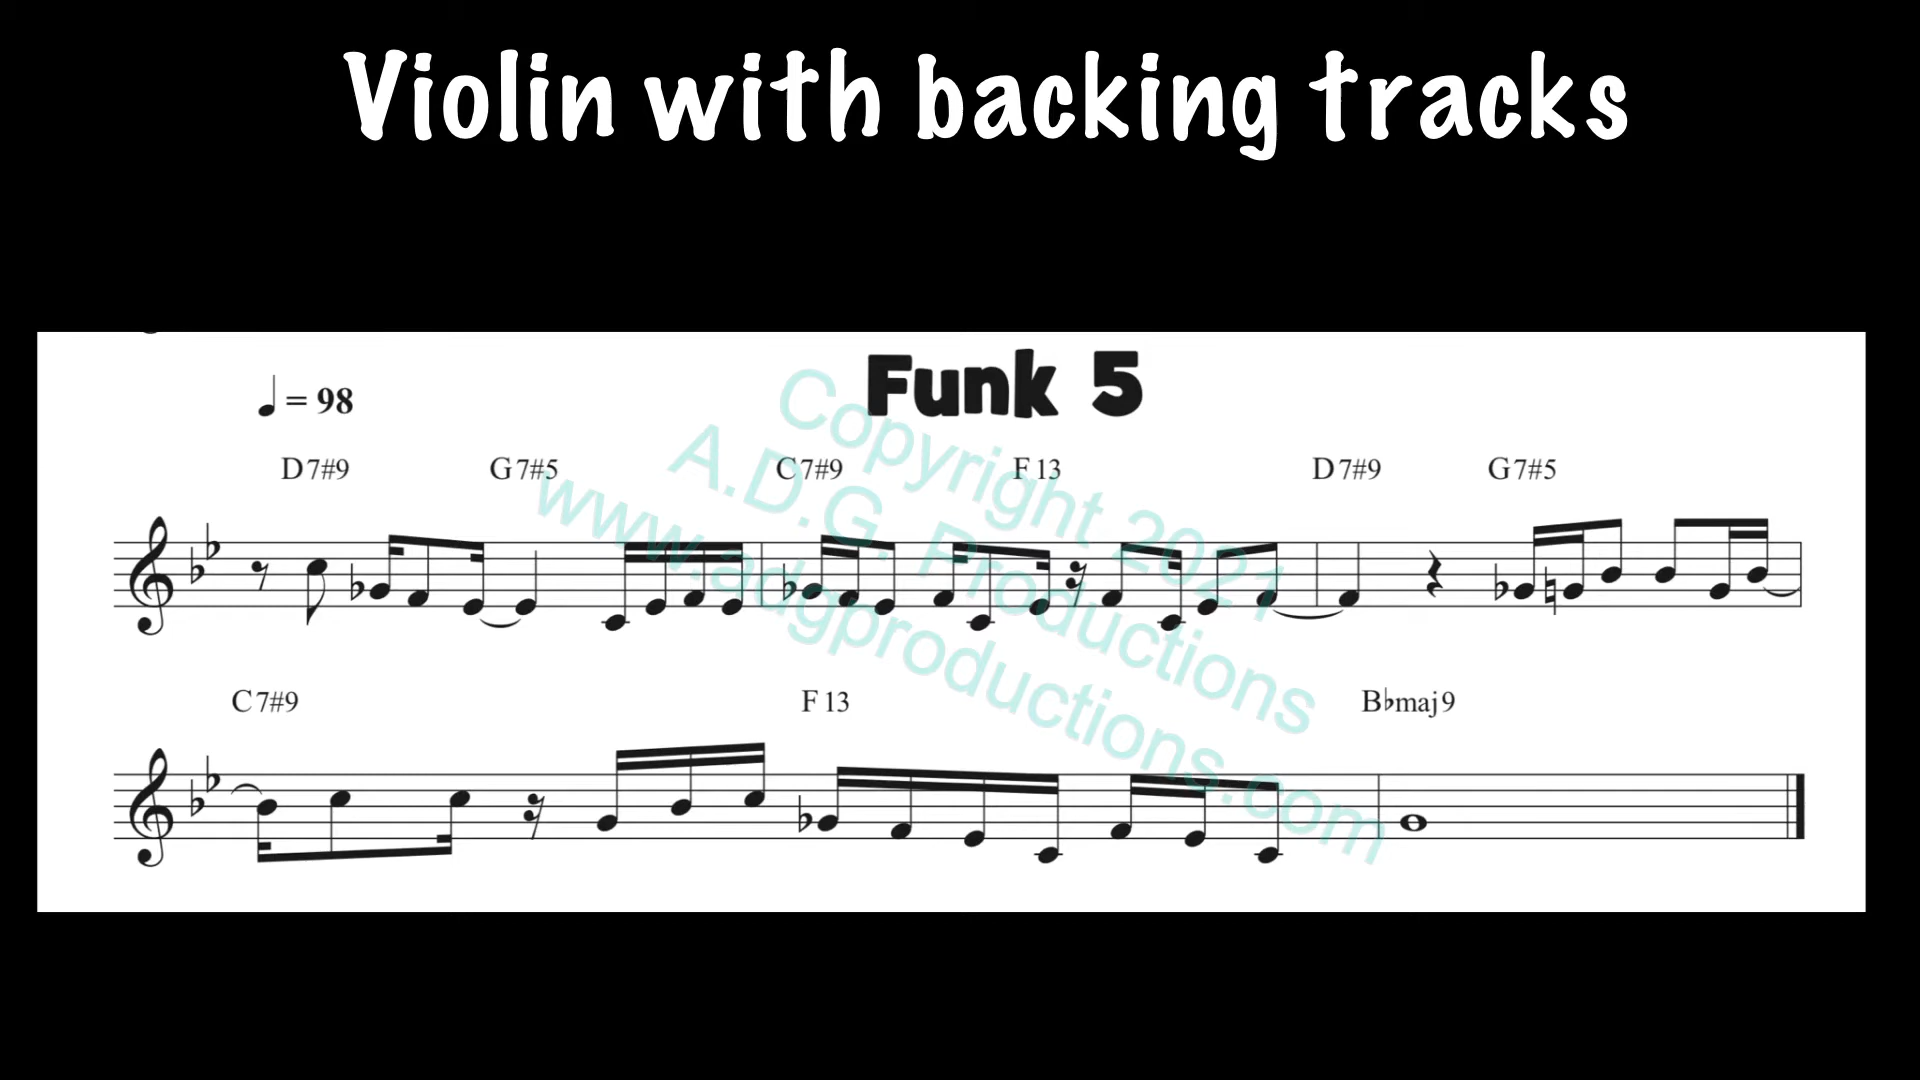 Violin with backing tracks
Funk 5
♩ = 98
Copyright 2021
A.D.G. Productions
www.adgproductions.com
D7#9 G7#5 C7#9 F13 D7#9 G7#5
C7#9 F13 B♭maj9